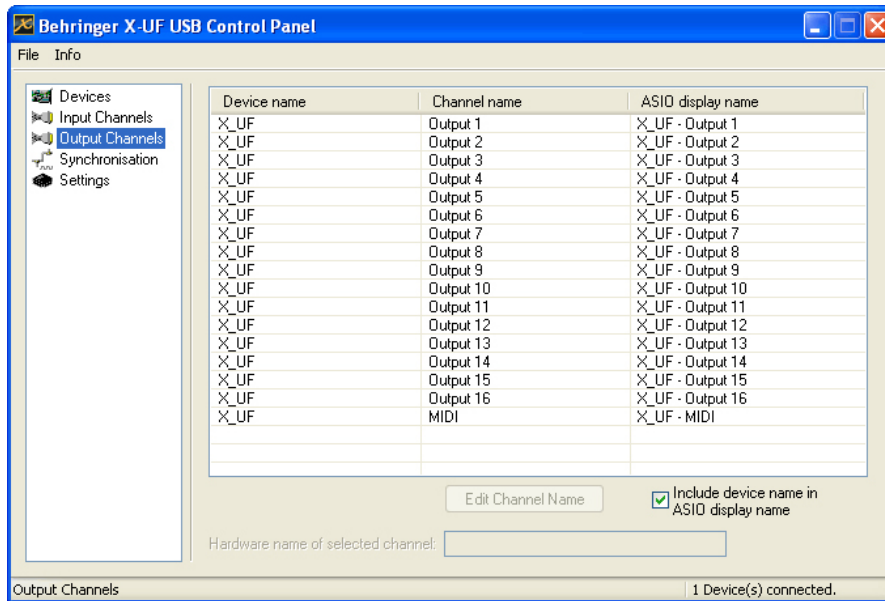 Behringer X-UF USB Control Panel
File Info
Devices
Input Channels
Output Channels
Synchronisation
Settings
Device name Channel name ASIO display name
X_UF Output 1 X_UF - Output 1
X_UF Output 2 X_UF - Output 2
X_UF Output 3 X_UF - Output 3
X_UF Output 4 X_UF - Output 4
X_UF Output 5 X_UF - Output 5
X_UF Output 6 X_UF - Output 6
X_UF Output 7 X_UF - Output 7
X_UF Output 8 X_UF - Output 8
X_UF Output 9 X_UF - Output 9
X_UF Output 10 X_UF - Output 10
X_UF Output 11 X_UF - Output 11
X_UF Output 12 X_UF - Output 12
X_UF Output 13 X_UF - Output 13
X_UF Output 14 X_UF - Output 14
X_UF Output 15 X_UF - Output 15
X_UF Output 16 X_UF - Output 16
X_UF MIDI X_UF - MIDI
Edit Channel Name
Include device name in
ASIO display name
Hardware name of selected channel:
Output Channels 1 Device(s) connected.